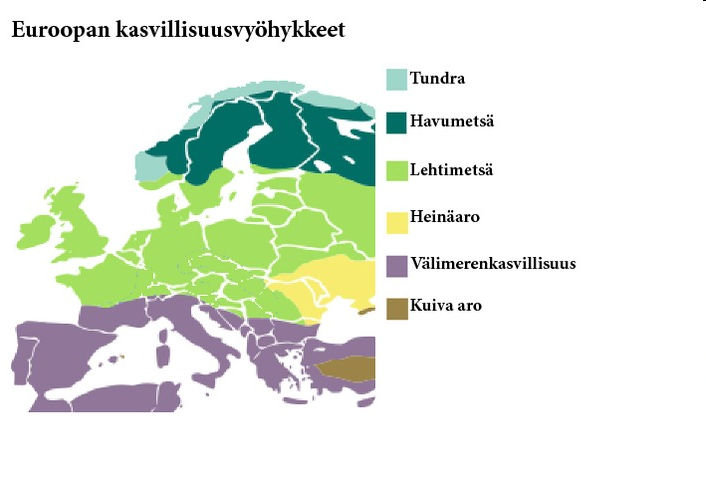 Euroopan kasvillisuusvyöhykkeet
Tundra
Havumetsä
Lehtimetsä
Heinäaro
Välimerenkasvillisuus
Kuiva aro